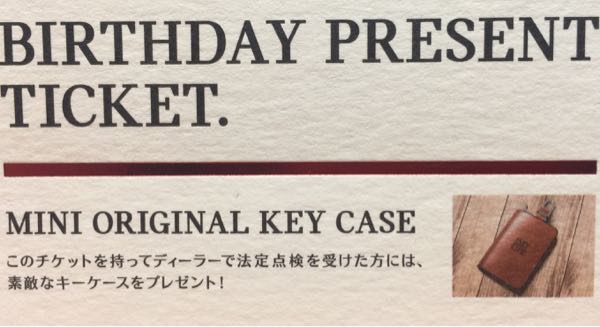 BIRTHDAY PRESENT
TICKET.
MINI ORIGINAL KEY CASE
このチケットを持ってディーラーで法定点検を受けた方には、
素敵なキーケースをプレゼント！